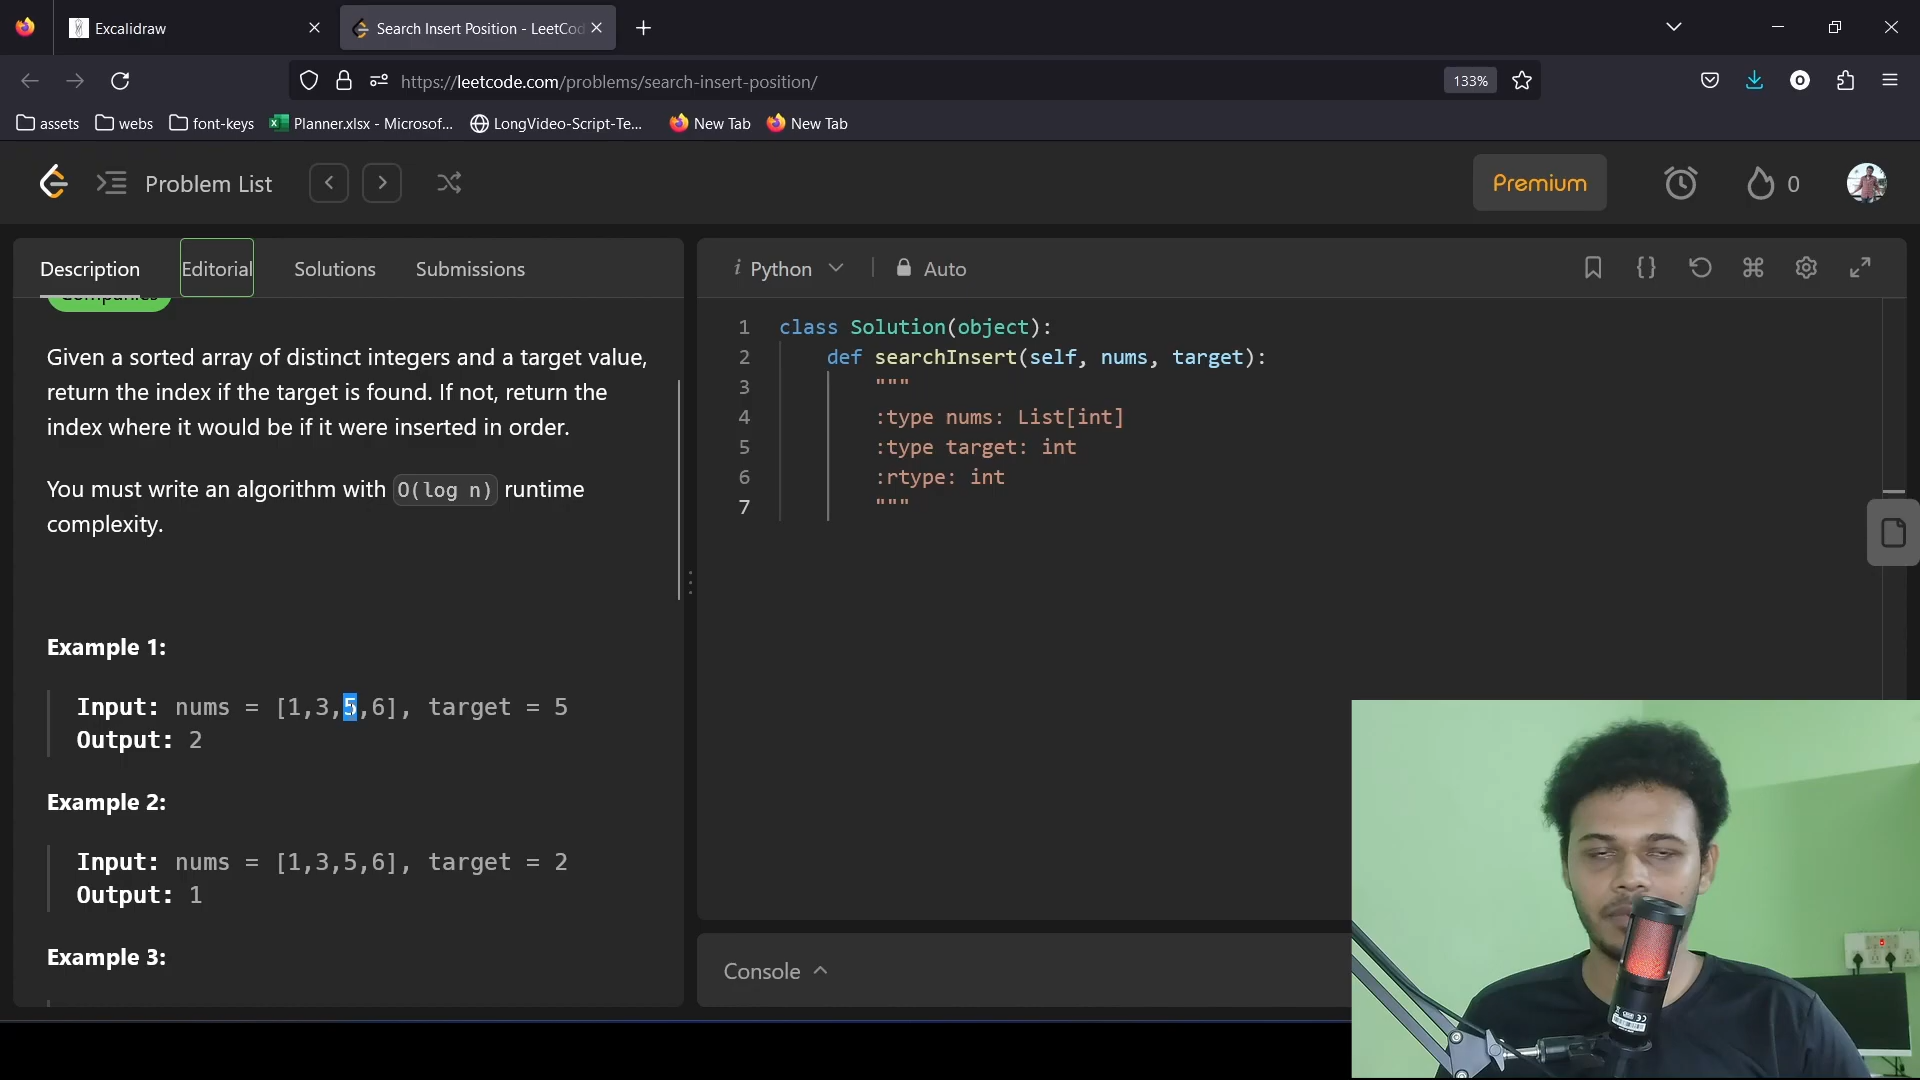 Excalidraw
Search Insert Position - LeetCod
https://leetcode.com/problems/search-insert-position/
133%
assets
webs
font-keys
Planner.xlsx - Microsof...
LongVideo-Script-Te...
New Tab
New Tab
Problem List
Premium
0
Description
Editorial
Solutions
Submissions
Companies
Given a sorted array of distinct integers and a target value,
return the index if the target is found. If not, return the
index where it would be if it were inserted in order.
You must write an algorithm with O(log n) runtime
complexity.
Example 1:
Input: nums = [1,3,5,6], target = 5
Output: 2
Example 2:
Input: nums = [1,3,5,6], target = 2
Output: 1
Example 3:
i Python
Auto
1 class Solution(object):
2 def searchInsert(self, nums, target):
3 """
4 :type nums: List[int]
5 :type target: int
6 :rtype: int
7 """
Console